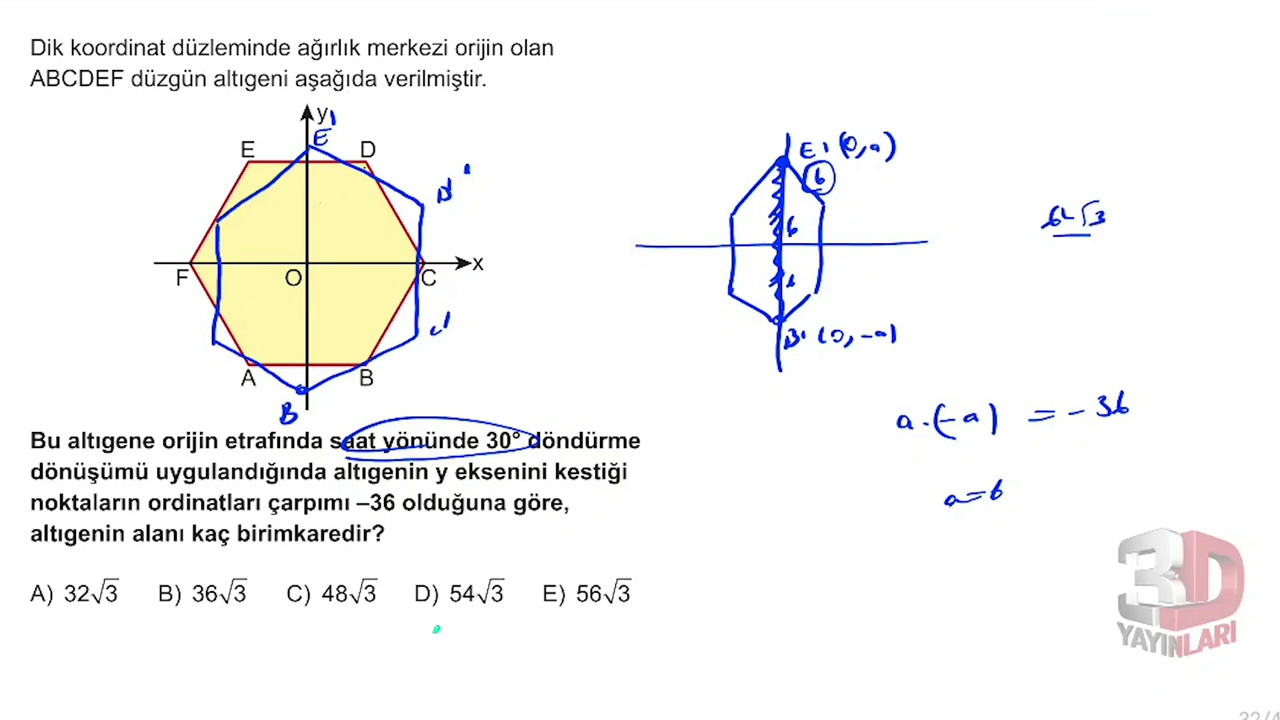 Dik koordinat düzleminde ağırlık merkezi orijin olan
ABCDEF düzgün altıgeni aşağıda verilmiştir.
y
E'
E
D
D'
F
O
C
x
C'
A
B
B
E' (0, a)
6
6
6
B' (0, -a)
6²√3
a.(-a) = -36
a=6
Bu altıgene orijin etrafında saat yönünde 30° döndürme
dönüşümü uygulandığında altıgenin y eksenini kestiği
noktaların ordinatları çarpımı –36 olduğuna göre,
altıgenin alanı kaç birimkaredir?
A) 32√3 B) 36√3 C) 48√3 D) 54√3 E) 56√3
3D
YAYINLARI